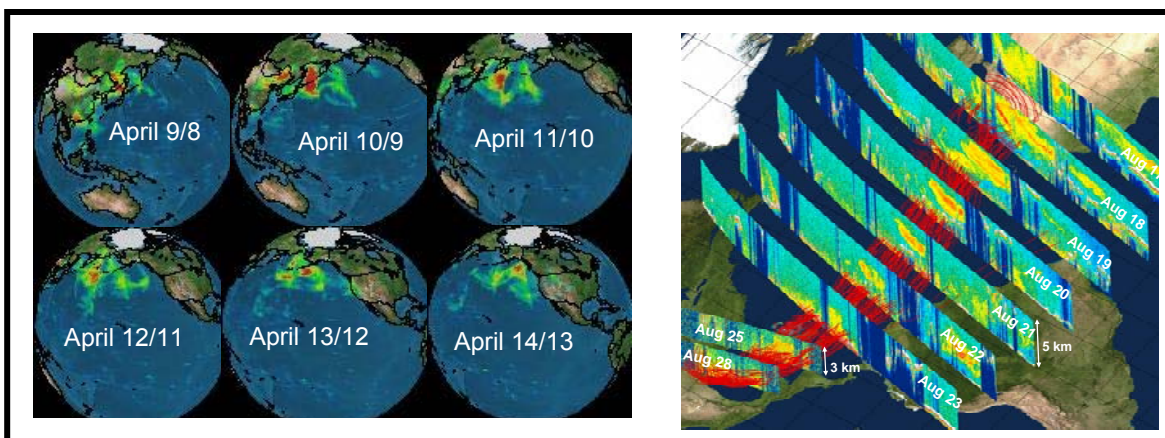 April 9/8
April 10/9
April 11/10
April 12/11
April 13/12
April 14/13
Aug 18
Aug 19
Aug 20
Aug 21
Aug 22
Aug 23
Aug 25
Aug 28
5 km
3 km